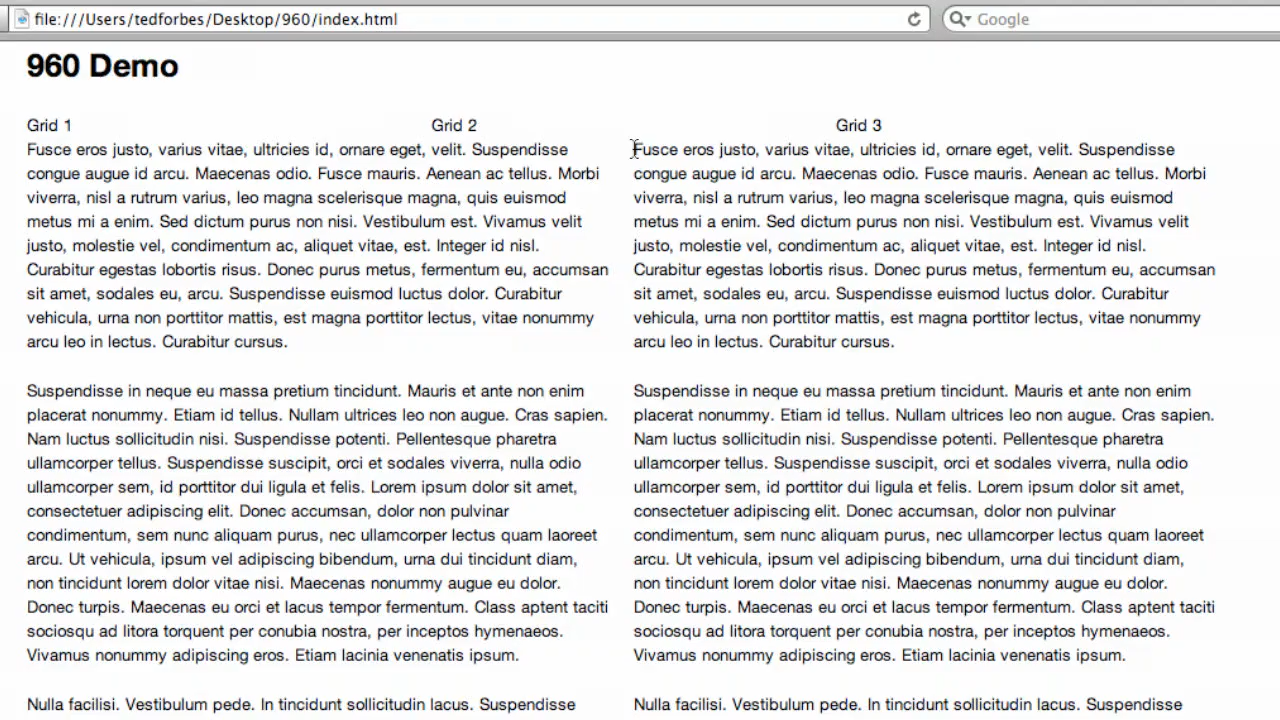 file:///Users/tedforbes/Desktop/960/index.html
Google
960 Demo
Grid 1
Grid 2
Grid 3
Fusce eros justo, varius vitae, ultricies id, ornare eget, velit. Suspendisse
congue augue id arcu. Maecenas odio. Fusce mauris. Aenean ac tellus. Morbi
viverra, nisl a rutrum varius, leo magna scelerisque magna, quis euismod
metus mi a enim. Sed dictum purus non nisi. Vestibulum est. Vivamus velit
justo, molestie vel, condimentum ac, aliquet vitae, est. Integer id nisl.
Curabitur egestas lobortis risus. Donec purus metus, fermentum eu, accumsan
sit amet, sodales eu, arcu. Suspendisse euismod luctus dolor. Curabitur
vehicula, urna non porttitor mattis, est magna porttitor lectus, vitae nonummy
arcu leo in lectus. Curabitur cursus.
Suspendisse in neque eu massa pretium tincidunt. Mauris et ante non enim
placerat nonummy. Etiam id tellus. Nullam ultrices leo non augue. Cras sapien.
Nam luctus sollicitudin nisi. Suspendisse potenti. Pellentesque pharetra
ullamcorper tellus. Suspendisse suscipit, orci et sodales viverra, nulla odio
ullamcorper sem, id porttitor dui ligula et felis. Lorem ipsum dolor sit amet,
consectetuer adipiscing elit. Donec accumsan, dolor non pulvinar
condimentum, sem nunc aliquam purus, nec ullamcorper lectus quam laoreet
arcu. Ut vehicula, ipsum vel adipiscing bibendum, urna dui tincidunt diam,
non tincidunt lorem dolor vitae nisi. Maecenas nonummy augue eu dolor.
Donec turpis. Maecenas eu orci et lacus tempor fermentum. Class aptent taciti
sociosqu ad litora torquent per conubia nostra, per inceptos hymenaeos.
Vivamus nonummy adipiscing eros. Etiam lacinia venenatis ipsum.
Nulla facilisi. Vestibulum pede. In tincidunt sollicitudin lacus. Suspendisse
Fusce eros justo, varius vitae, ultricies id, ornare eget, velit. Suspendisse
congue augue id arcu. Maecenas odio. Fusce mauris. Aenean ac tellus. Morbi
viverra, nisl a rutrum varius, leo magna scelerisque magna, quis euismod
metus mi a enim. Sed dictum purus non nisi. Vestibulum est. Vivamus velit
justo, molestie vel, condimentum ac, aliquet vitae, est. Integer id nisl.
Curabitur egestas lobortis risus. Donec purus metus, fermentum eu, accumsan
sit amet, sodales eu, arcu. Suspendisse euismod luctus dolor. Curabitur
vehicula, urna non porttitor mattis, est magna porttitor lectus, vitae nonummy
arcu leo in lectus. Curabitur cursus.
Suspendisse in neque eu massa pretium tincidunt. Mauris et ante non enim
placerat nonummy. Etiam id tellus. Nullam ultrices leo non augue. Cras sapien.
Nam luctus sollicitudin nisi. Suspendisse potenti. Pellentesque pharetra
ullamcorper tellus. Suspendisse suscipit, orci et sodales viverra, nulla odio
ullamcorper sem, id porttitor dui ligula et felis. Lorem ipsum dolor sit amet,
consectetuer adipiscing elit. Donec accumsan, dolor non pulvinar
condimentum, sem nunc aliquam purus, nec ullamcorper lectus quam laoreet
arcu. Ut vehicula, ipsum vel adipiscing bibendum, urna dui tincidunt diam,
non tincidunt lorem dolor vitae nisi. Maecenas nonummy augue eu dolor.
Donec turpis. Maecenas eu orci et lacus tempor fermentum. Class aptent taciti
sociosqu ad litora torquent per conubia nostra, per inceptos hymenaeos.
Vivamus nonummy adipiscing eros. Etiam lacinia venenatis ipsum.
Nulla facilisi. Vestibulum pede. In tincidunt sollicitudin lacus. Suspendisse